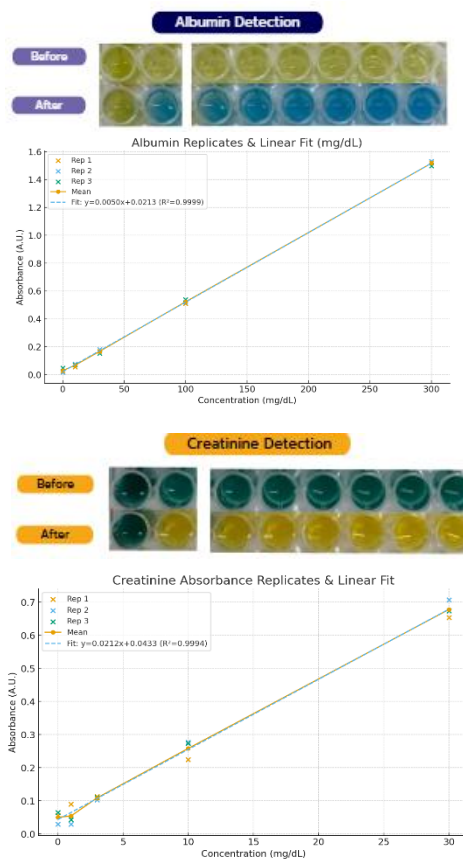 Albumin Detection
Before
After
Albumin Replicates & Linear Fit (mg/dL)
1.6
1.4
1.2
1.0
0.8
0.6
0.4
0.2
0.0
Absorbance (A.U.)
Rep 1
Rep 2
Rep 3
Mean
Fit: y=0.0050x+0.0213 (R²=0.9999)
0 50 100 150 200 250 300
Concentration (mg/dL)
Creatinine Detection
Before
After
Creatinine Absorbance Replicates & Linear Fit
0.7
0.6
0.5
0.4
0.3
0.2
0.1
0.0
Absorbance (A.U.)
Rep 1
Rep 2
Rep 3
Mean
Fit: y=0.0212x+0.0433 (R²=0.9994)
0 5 10 15 20 25 30
Concentration (mg/dL)